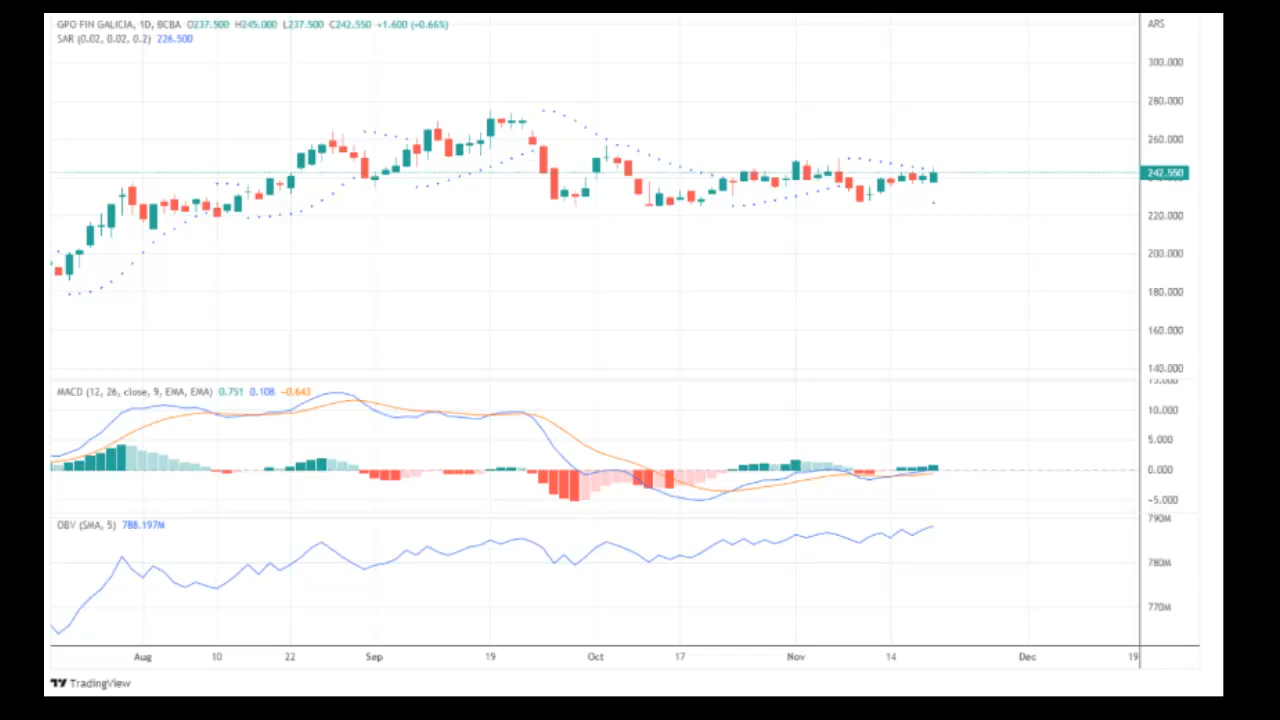 GPO FIN GALICIA, 1D, BCBA O237.500 H245.000 L237.500 C242.550 +1.600 (+0.66%)
ARS
SAR (0.02, 0.02, 0.2) 226.500
300.000
280.000
260.000
242.550
220.000
200.000
180.000
160.000
140.000
MACD (12, 26, close, 9, EMA, EMA) 0.751 0.108 −0.643
10.000
5.000
0.000
−5.000
OBV (SMA, 5) 788.197M
790M
780M
770M
Aug 10 22 Sep 19 Oct 17 Nov 14 Dec 19
TradingView